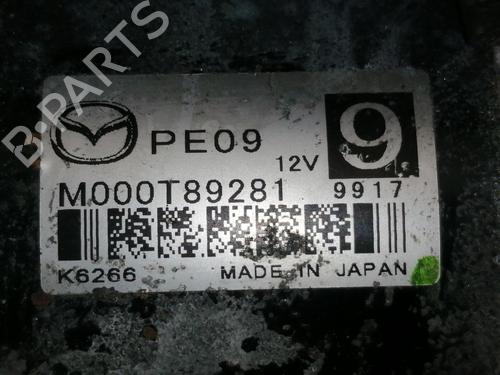 B-PARTS
PE09
12V
9.
M000T89281
9917
K6266
MADE IN JAPAN